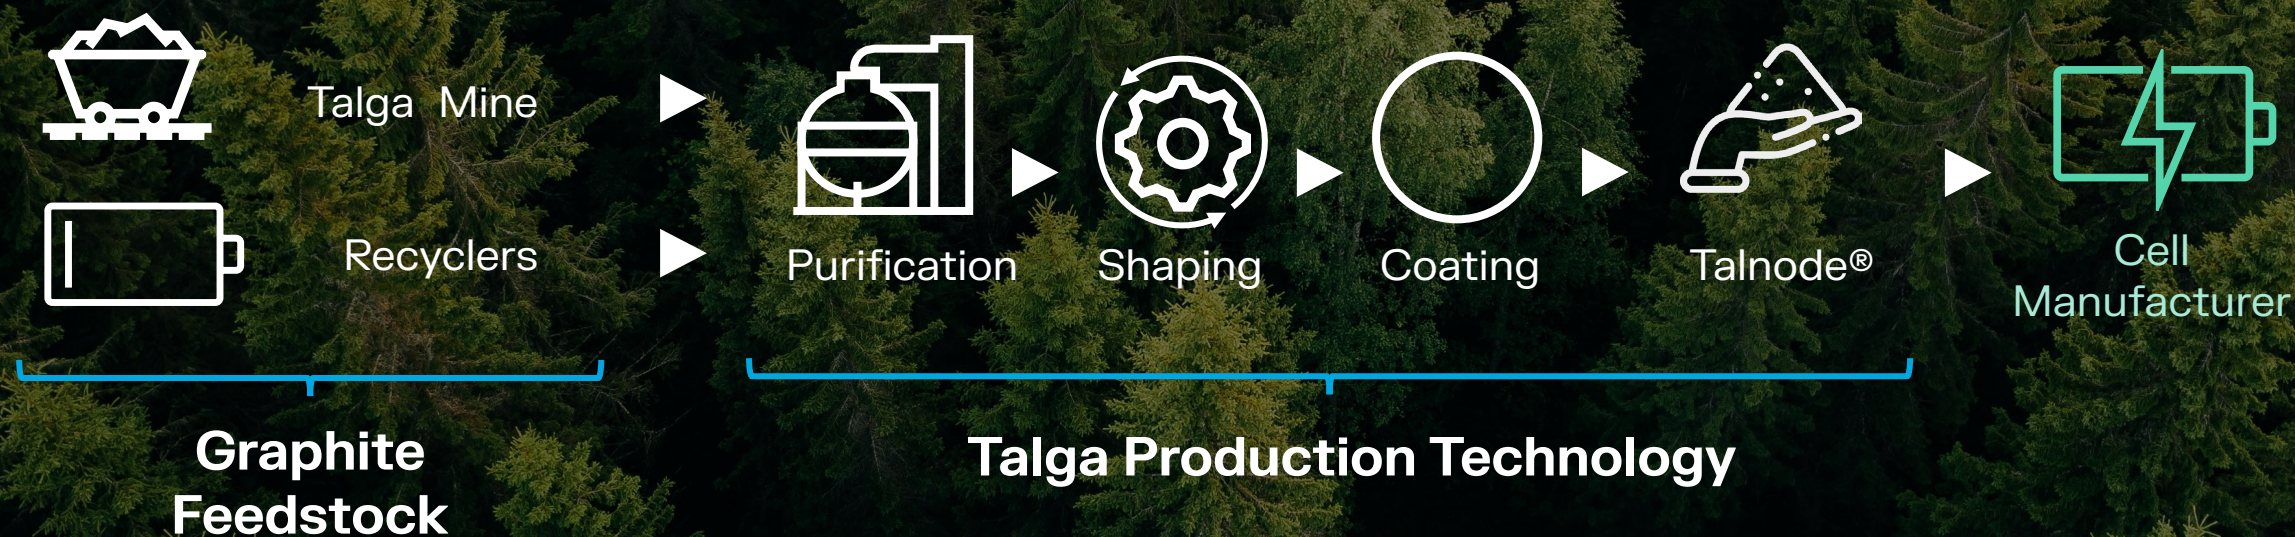 Talga Mine
Recyclers
Purification
Shaping
Coating
Talnode®
Cell
Manufacturer
Graphite
Feedstock
Talga Production Technology